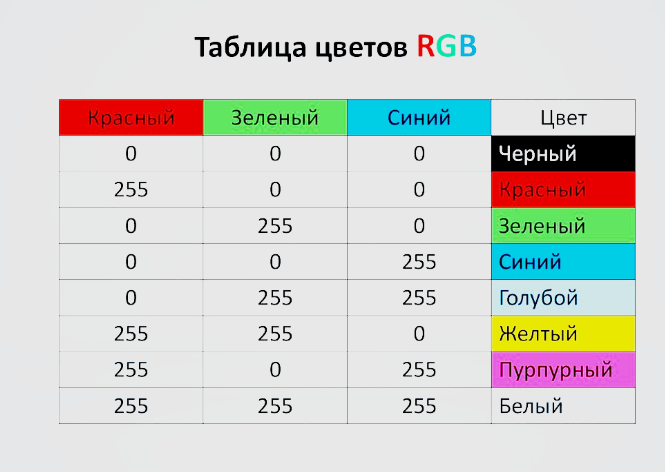 Таблица цветов RGB
Красный Зеленый Синий Цвет
0 0 0 Черный
255 0 0 Красный
0 255 0 Зеленый
0 0 255 Синий
0 255 255 Голубой
255 255 0 Желтый
255 0 255 Пурпурный
255 255 255 Белый